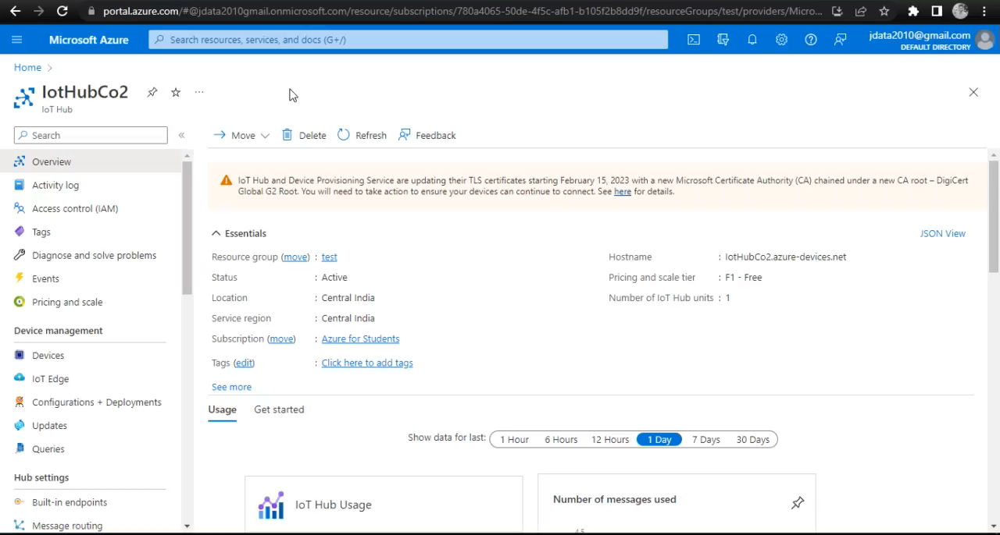 portal.azure.com/#@jdata2010gmail.onmicrosoft.com/resource/subscriptions/780a4065-50de-4f5c-afb1-b105f2b8dd9f/resourceGroups/test/providers/Micro...
Microsoft Azure
Search resources, services, and docs (G+/)
jdata2010@gmail.com
DEFAULT DIRECTORY
Home >
IotHubCo2
IoT Hub
Search
«
Move
Delete
Refresh
Feedback
Overview
Activity log
Access control (IAM)
Tags
Diagnose and solve problems
Events
Pricing and scale
Device management
Devices
IoT Edge
Configurations + Deployments
Updates
Queries
Hub settings
Built-in endpoints
Message routing
IoT Hub and Device Provisioning Service are updating their TLS certificates starting February 15, 2023 with a new Microsoft Certificate Authority (CA) chained under a new CA root – DigiCert
Global G2 Root. You will need to take action to ensure your devices can continue to connect. See here for details.
Essentials
JSON View
Resource group (move) : test
Status : Active
Location : Central India
Service region : Central India
Subscription (move) : Azure for Students
Tags (edit) : Click here to add tags
See more
Hostname : IotHubCo2.azure-devices.net
Pricing and scale tier : F1 - Free
Number of IoT Hub units : 1
Usage
Get started
Show data for last: 1 Hour 6 Hours 12 Hours 1 Day 7 Days 30 Days
IoT Hub Usage
Number of messages used
4.5